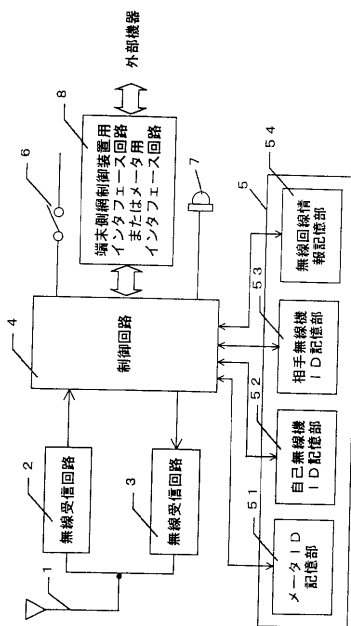 1
2
無線受信回路
3
無線受信回路
4
制御回路
6
8
端末側網制御装置用
インタフェース回路
またはメータ用
インタフェース回路
外部機器
7
5
51
メータID
記憶部
52
自己無線機
ID記憶部
53
相手無線機
ID記憶部
54
無線回線情
報記憶部